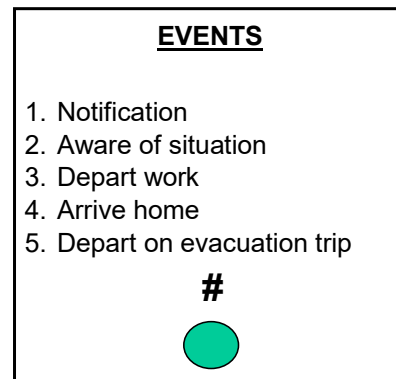 EVENTS
1. Notification
2. Aware of situation
3. Depart work
4. Arrive home
5. Depart on evacuation trip
#